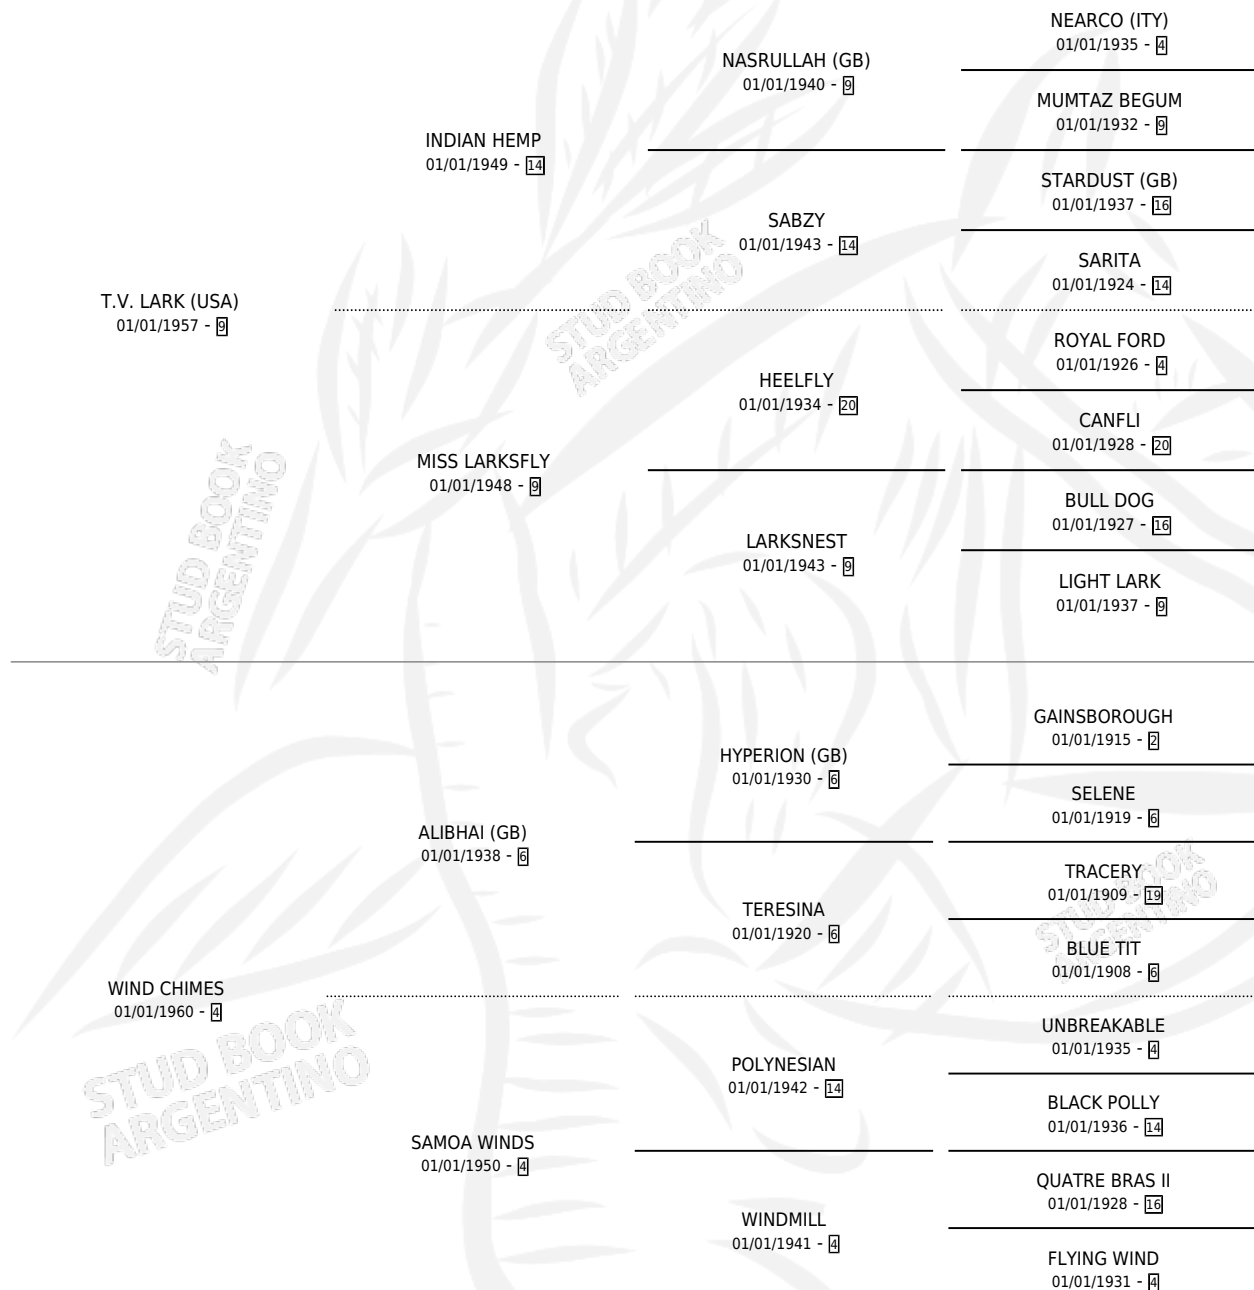 NEARCO (ITY)
01/01/1935 - 4
NASRULLAH (GB)
01/01/1940 - 9
MUMTAZ BEGUM
01/01/1932 - 9
INDIAN HEMP
01/01/1949 - 14
STARDUST (GB)
01/01/1937 - 16
SABZY
01/01/1943 - 14
SARITA
01/01/1924 - 14
T.V. LARK (USA)
01/01/1957 - 9
STUD BOOK
ARGENTINO
ROYAL FORD
01/01/1926 - 4
HEELFLY
01/01/1934 - 20
CANFLI
01/01/1928 - 20
MISS LARKSFLY
01/01/1948 - 9
BULL DOG
01/01/1927 - 16
LARKSNEST
01/01/1943 - 9
LIGHT LARK
01/01/1937 - 9
STUD BOOK
ARGENTINO
GAINSBOROUGH
01/01/1915 - 2
HYPERION (GB)
01/01/1930 - 6
SELENE
01/01/1919 - 6
ALIBHAI (GB)
01/01/1938 - 6
TRACERY
01/01/1909 - 19
TERESINA
01/01/1920 - 6
BLUE TIT
01/01/1908 - 6
STUD BOOK
ARGENTINO
WIND CHIMES
01/01/1960 - 4
UNBREAKABLE
01/01/1935 - 4
POLYNESIAN
01/01/1942 - 14
BLACK POLLY
01/01/1936 - 14
STUD BOOK
ARGENTINO
SAMOA WINDS
01/01/1950 - 4
QUATRE BRAS II
01/01/1928 - 16
WINDMILL
01/01/1941 - 4
FLYING WIND
01/01/1931 - 4